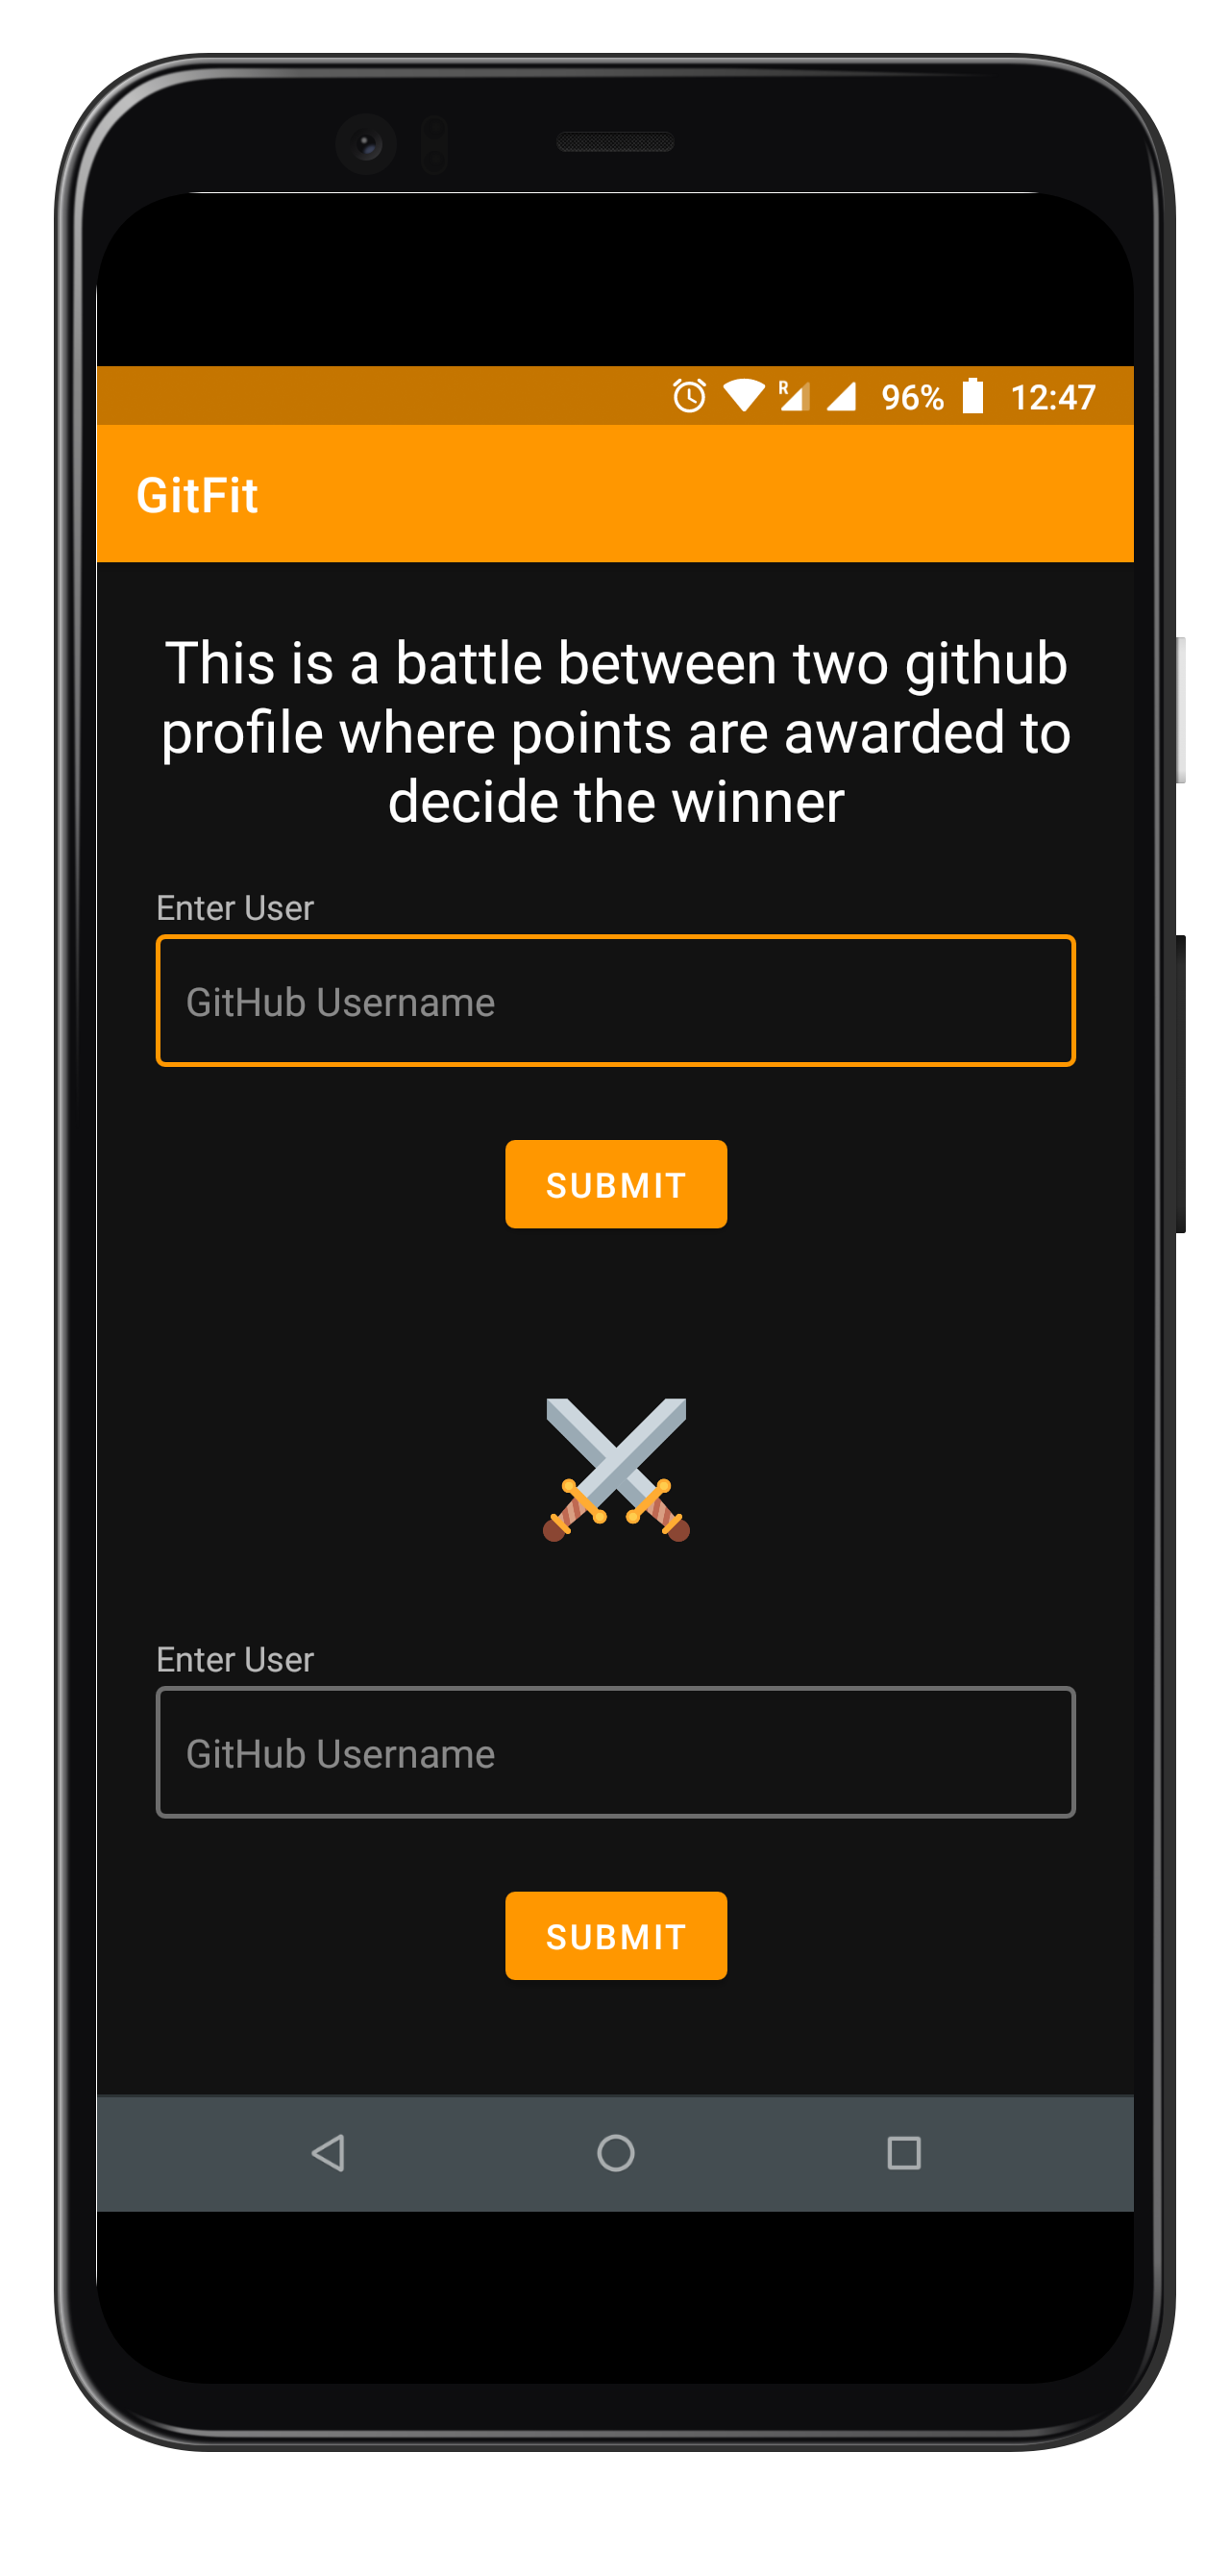 R 96% 12:47
GitFit
This is a battle between two github
profile where points are awarded to
decide the winner
Enter User
GitHub Username
SUBMIT
Enter User
GitHub Username
SUBMIT